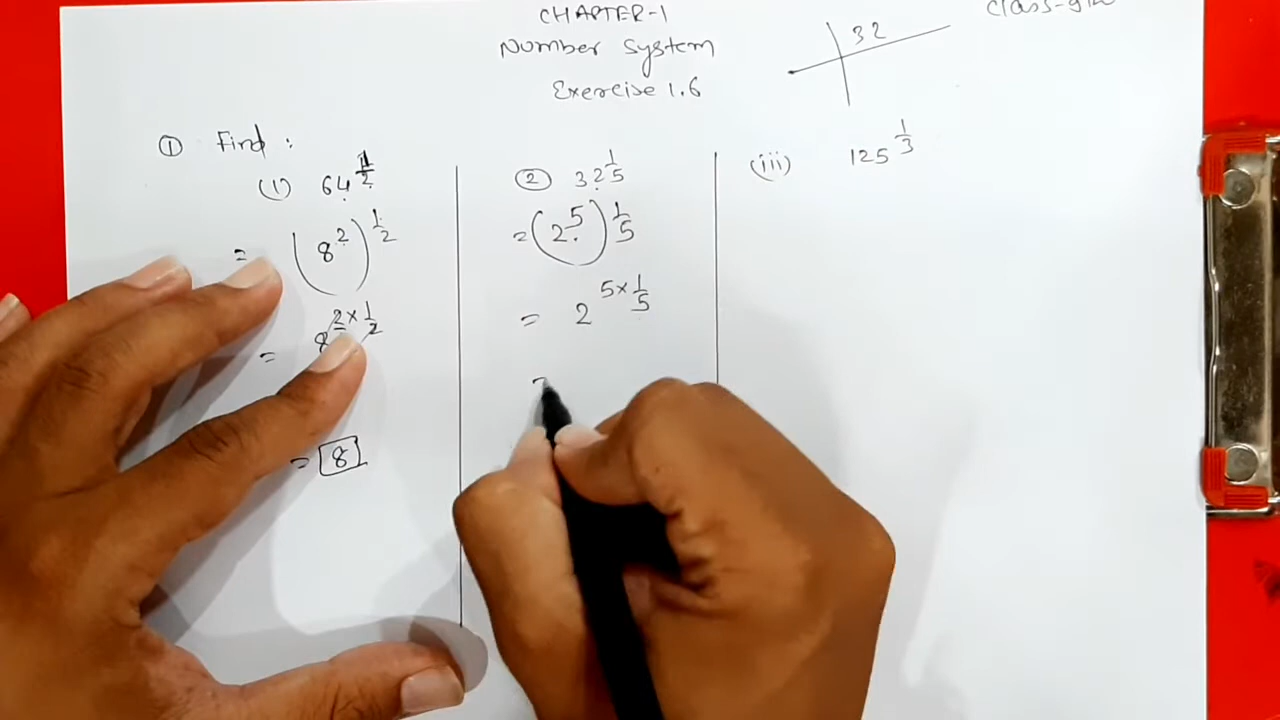 CHAPTER-1
Number System
Exercise 1.6
32
① Find :
(1) 64^1/2
= (8^2)^1/2
= 8^2×1/2
= 8
② 32^1/5
= (2^5)^1/5
= 2^5×1/5
=
(iii) 125^1/3